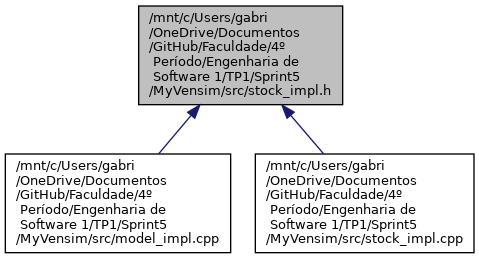 /mnt/c/Users/gabri
/OneDrive/Documentos
/GitHub/Faculdade/4º
Período/Engenharia de
Software 1/TP1/Sprint5
/MyVensim/src/stock_impl.h
/mnt/c/Users/gabri
/OneDrive/Documentos
/GitHub/Faculdade/4º
Período/Engenharia de
Software 1/TP1/Sprint5
/MyVensim/src/model_impl.cpp
/mnt/c/Users/gabri
/OneDrive/Documentos
/GitHub/Faculdade/4º
Período/Engenharia de
Software 1/TP1/Sprint5
/MyVensim/src/stock_impl.cpp